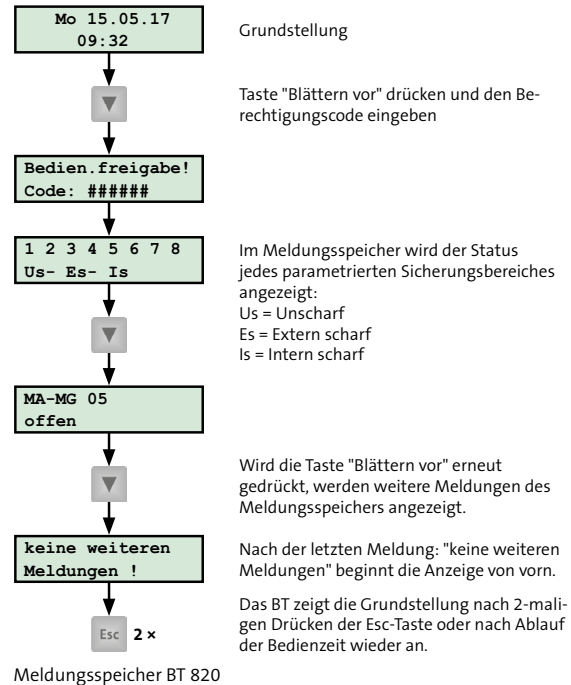 Mo 15.05.17
09:32
Grundstellung
Taste "Blättern vor" drücken und den Be-
rechtigungscode eingeben
Bedien.freigabe!
Code: ######
1 2 3 4 5 6 7 8
Us- Es- Is
Im Meldungsspeicher wird der Status
jedes parametrierten Sicherungsbereiches
angezeigt:
Us = Unscharf
Es = Extern scharf
Is = Intern scharf
MA-MG 05
offen
Wird die Taste "Blättern vor" erneut
gedrückt, werden weitere Meldungen des
Meldungsspeichers angezeigt.
keine weiteren
Meldungen !
Nach der letzten Meldung: "keine weiteren
Meldungen" beginnt die Anzeige von vorn.
Esc 2 ×
Das BT zeigt die Grundstellung nach 2-mali-
gen Drücken der Esc-Taste oder nach Ablauf
der Bedienzeit wieder an.
Meldungsspeicher BT 820